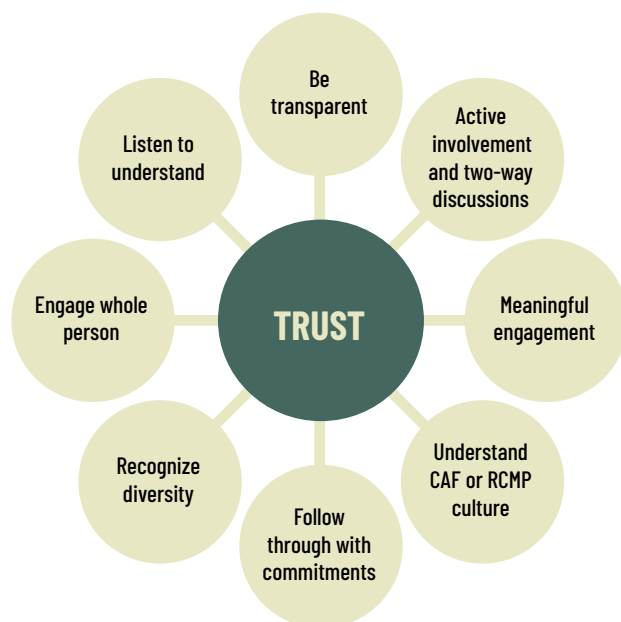 Be
transparent
Active
involvement
and two-way
discussions
Listen to
understand
Engage whole
person
TRUST
Meaningful
engagement
Recognize
diversity
Understand
CAF or RCMP
culture
Follow
through with
commitments